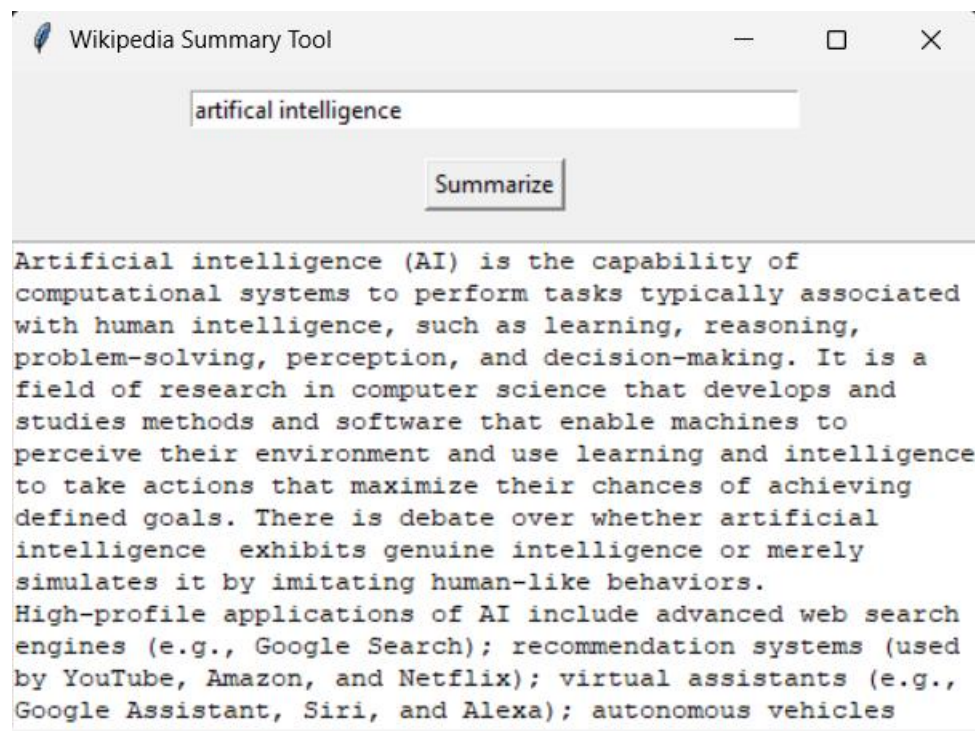 Wikipedia Summary Tool
artifical intelligence
Summarize
Artificial intelligence (AI) is the capability of
computational systems to perform tasks typically associated
with human intelligence, such as learning, reasoning,
problem-solving, perception, and decision-making. It is a
field of research in computer science that develops and
studies methods and software that enable machines to
perceive their environment and use learning and intelligence
to take actions that maximize their chances of achieving
defined goals. There is debate over whether artificial
intelligence  exhibits genuine intelligence or merely
simulates it by imitating human-like behaviors.
High-profile applications of AI include advanced web search
engines (e.g., Google Search); recommendation systems (used
by YouTube, Amazon, and Netflix); virtual assistants (e.g.,
Google Assistant, Siri, and Alexa); autonomous vehicles